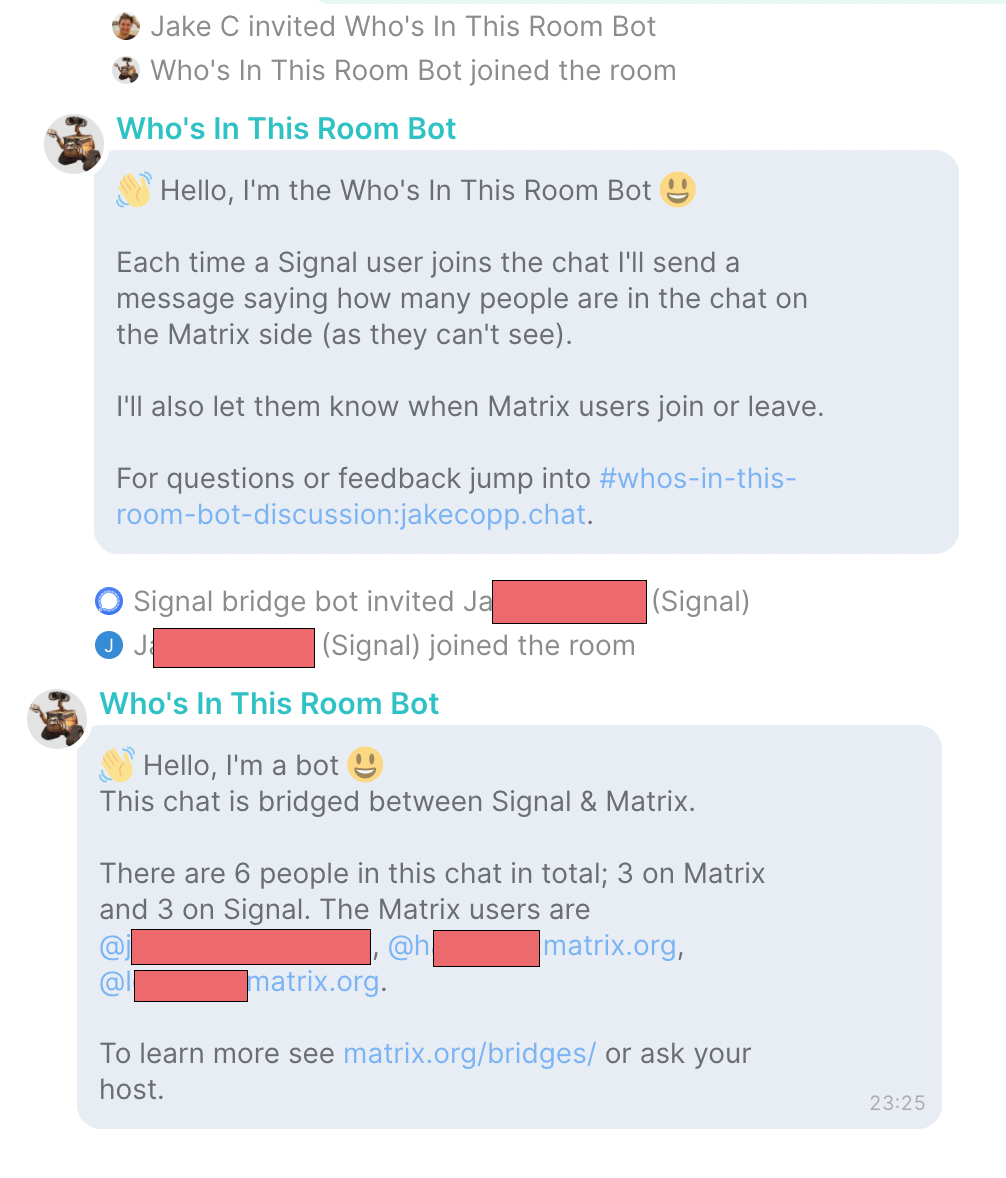 Jake C invited Who's In This Room Bot
Who's In This Room Bot joined the room
Who's In This Room Bot
👋 Hello, I'm the Who's In This Room Bot 😃
Each time a Signal user joins the chat I'll send a
message saying how many people are in the chat on
the Matrix side (as they can't see).
I'll also let them know when Matrix users join or leave.
For questions or feedback jump into #whos-in-this-
room-bot-discussion:jakecopp.chat.
Signal bridge bot invited Ja (Signal)
J Ja (Signal) joined the room
Who's In This Room Bot
👋 Hello, I'm a bot 😃
This chat is bridged between Signal & Matrix.
There are 6 people in this chat in total; 3 on Matrix
and 3 on Signal. The Matrix users are
@j , @h matrix.org,
@l matrix.org.
To learn more see matrix.org/bridges/ or ask your
host.
23:25